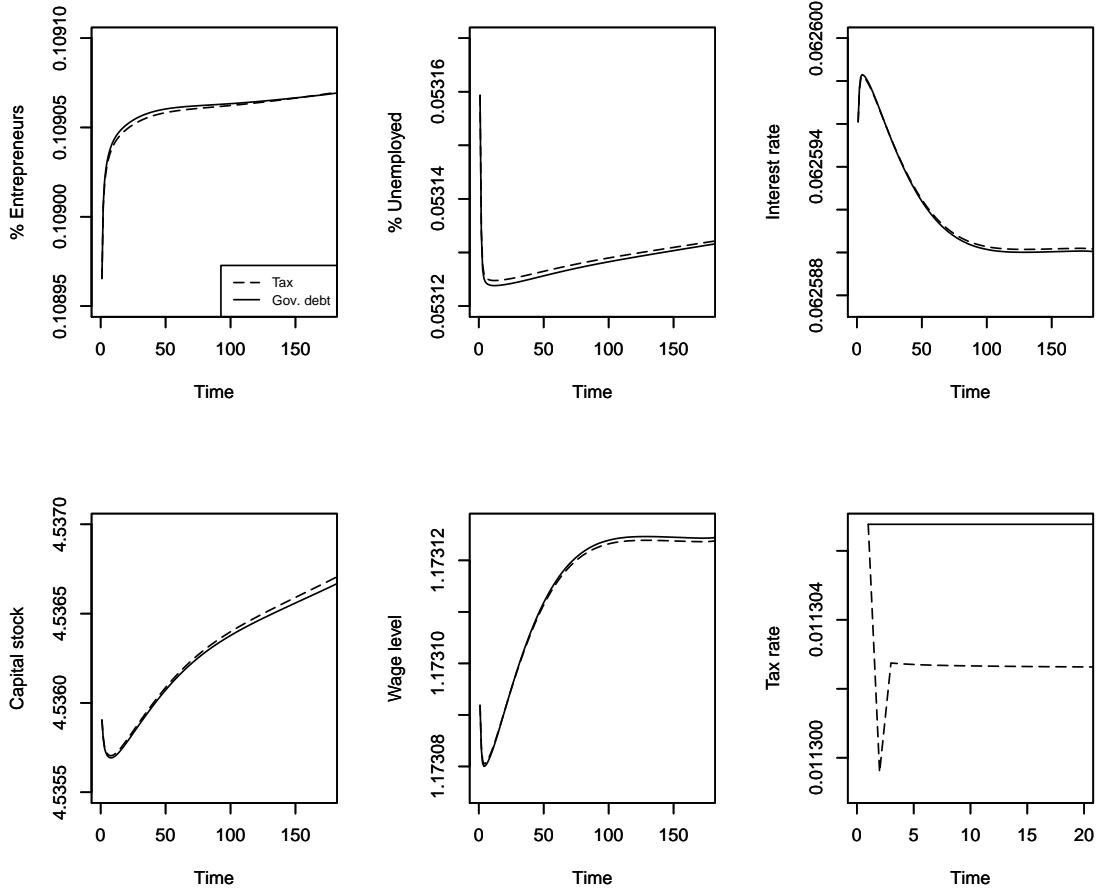 % Entrepreneurs
0.10895 0.10900 0.10905 0.10910
Tax
Gov. debt
0 50 100 150
Time
% Unemployed
0.05312 0.05314 0.05316
0 50 100 150
Time
Interest rate
0.062588 0.062594 0.062600
0 50 100 150
Time
Capital stock
4.5355 4.5360 4.5365 4.5370
0 50 100 150
Time
Wage level
1.17308 1.17310 1.17312
0 50 100 150
Time
Tax rate
0.011300 0.011304
0 5 10 15 20
Time